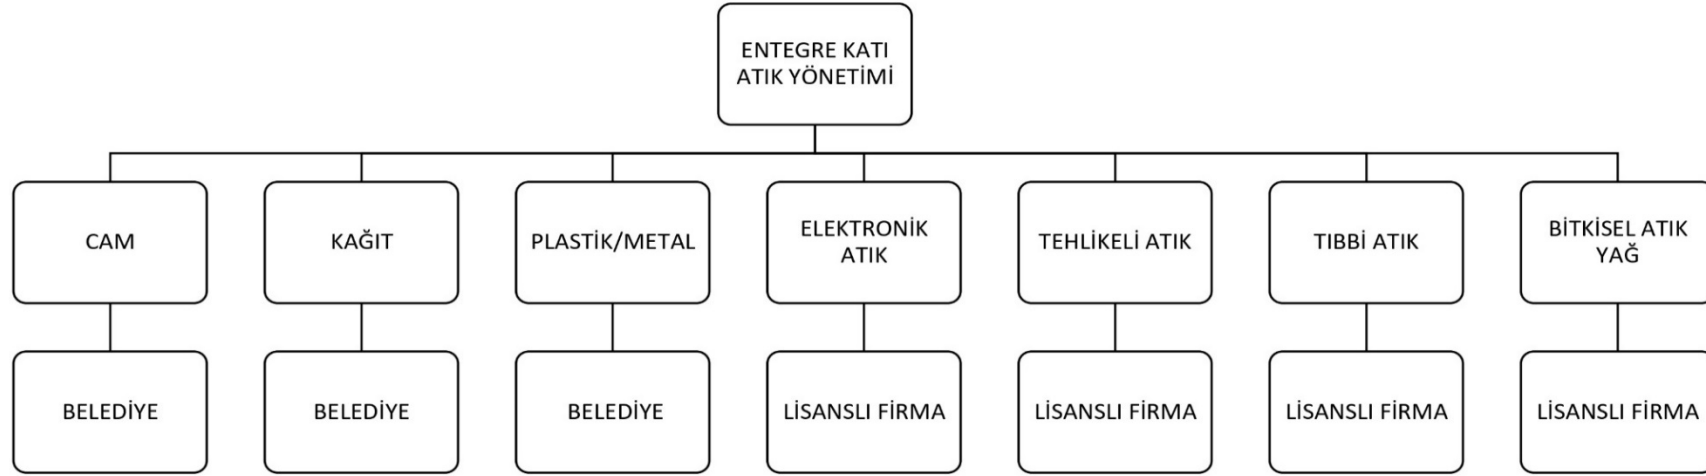 ENTEGRE KATI
ATIK YÖNETİMİ
CAM
KAĞIT
PLASTİK/METAL
ELEKTRONİK
ATIK
TEHLİKELİ ATIK
TIBBİ ATIK
BİTKİSEL ATIK
YAĞ
BELEDİYE
BELEDİYE
BELEDİYE
LİSANSLI FİRMA
LİSANSLI FİRMA
LİSANSLI FİRMA
LİSANSLI FİRMA